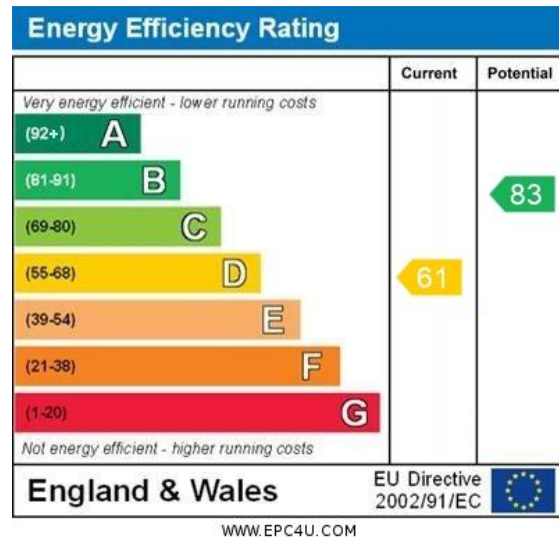 Energy Efficiency Rating
Current Potential
Very energy efficient - lower running costs
(92+) A
(81-91) B
83
(69-80) C
(55-68) D
61
(39-54) E
(21-38) F
(1-20) G
Not energy efficient - higher running costs
England & Wales
EU Directive
2002/91/EC
WWW.EPC4U.COM